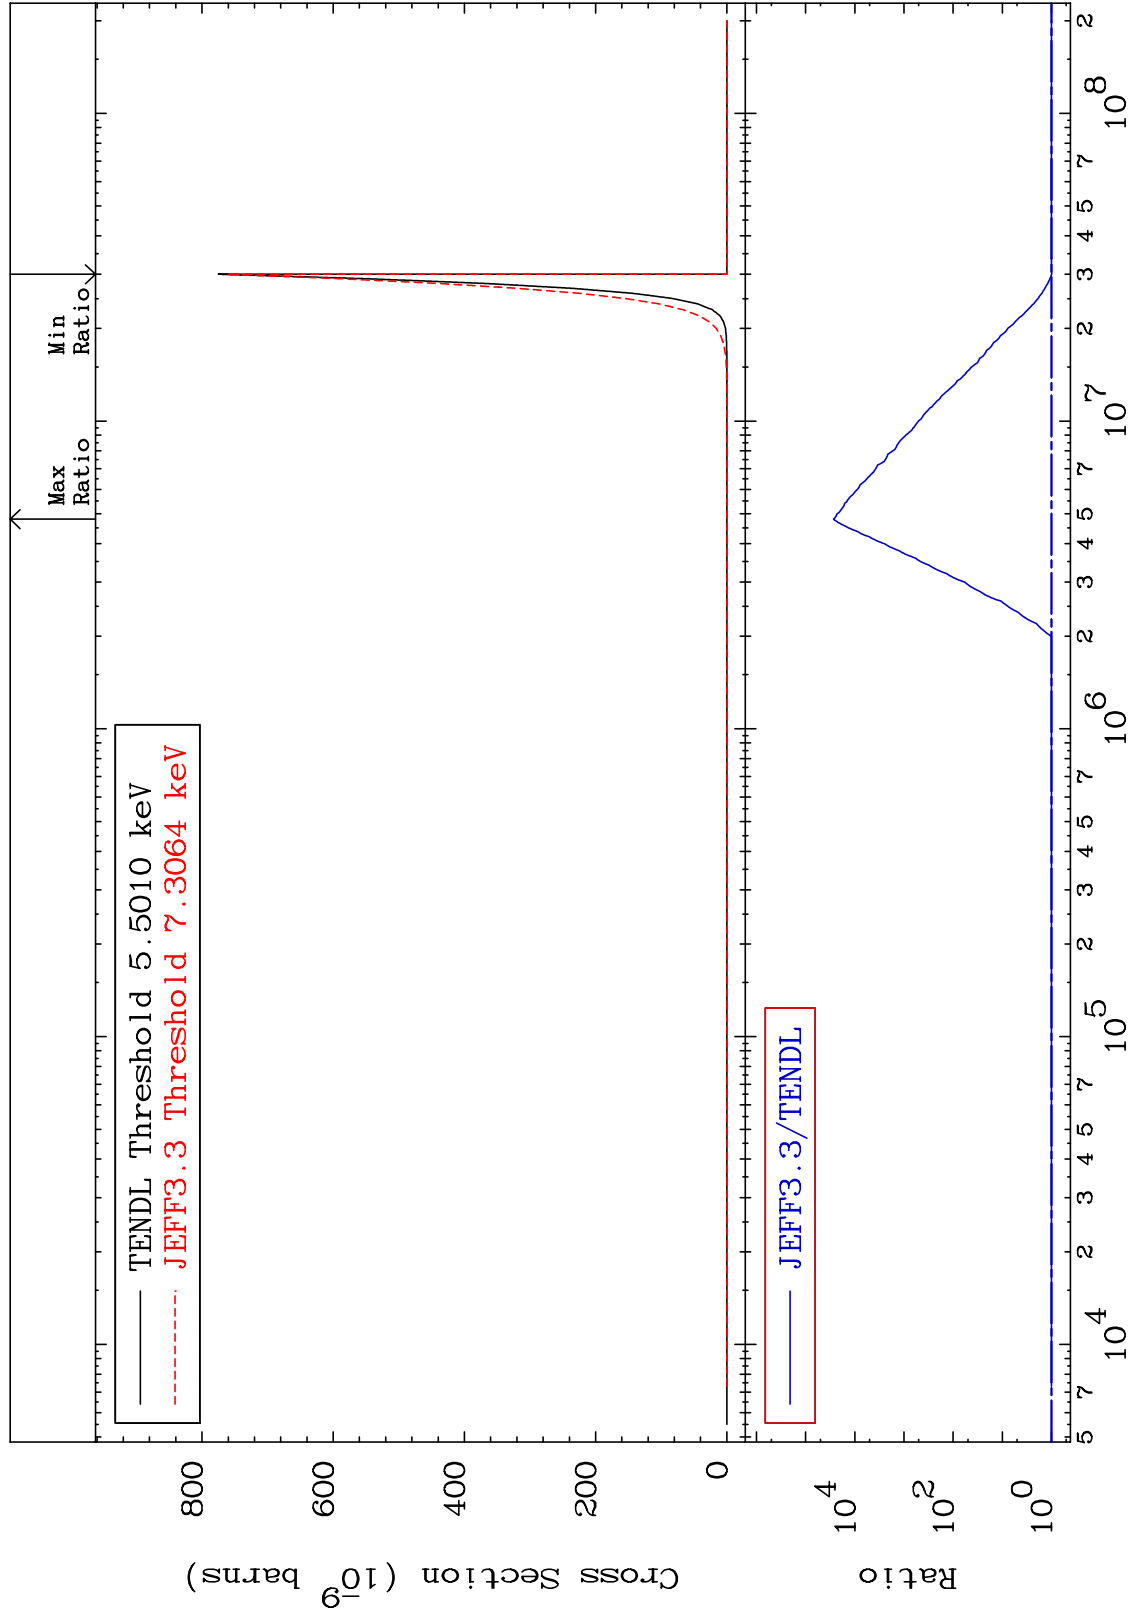 Max
Ratio
Min
Ratio
Cross Section (10^-9 barns)
800
600
400
200
0
TENDL Threshold 5.5010 keV
JEFF3.3 Threshold 7.3064 keV
Ratio
10^4
10^2
10^0
JEFF3.3/TENDL
5 7 10^4 2 3 4 5 7 10^5 2 3 4 5 7 10^6 2 3 4 5 7 10^7 2 3 4 5 7 10^8 2